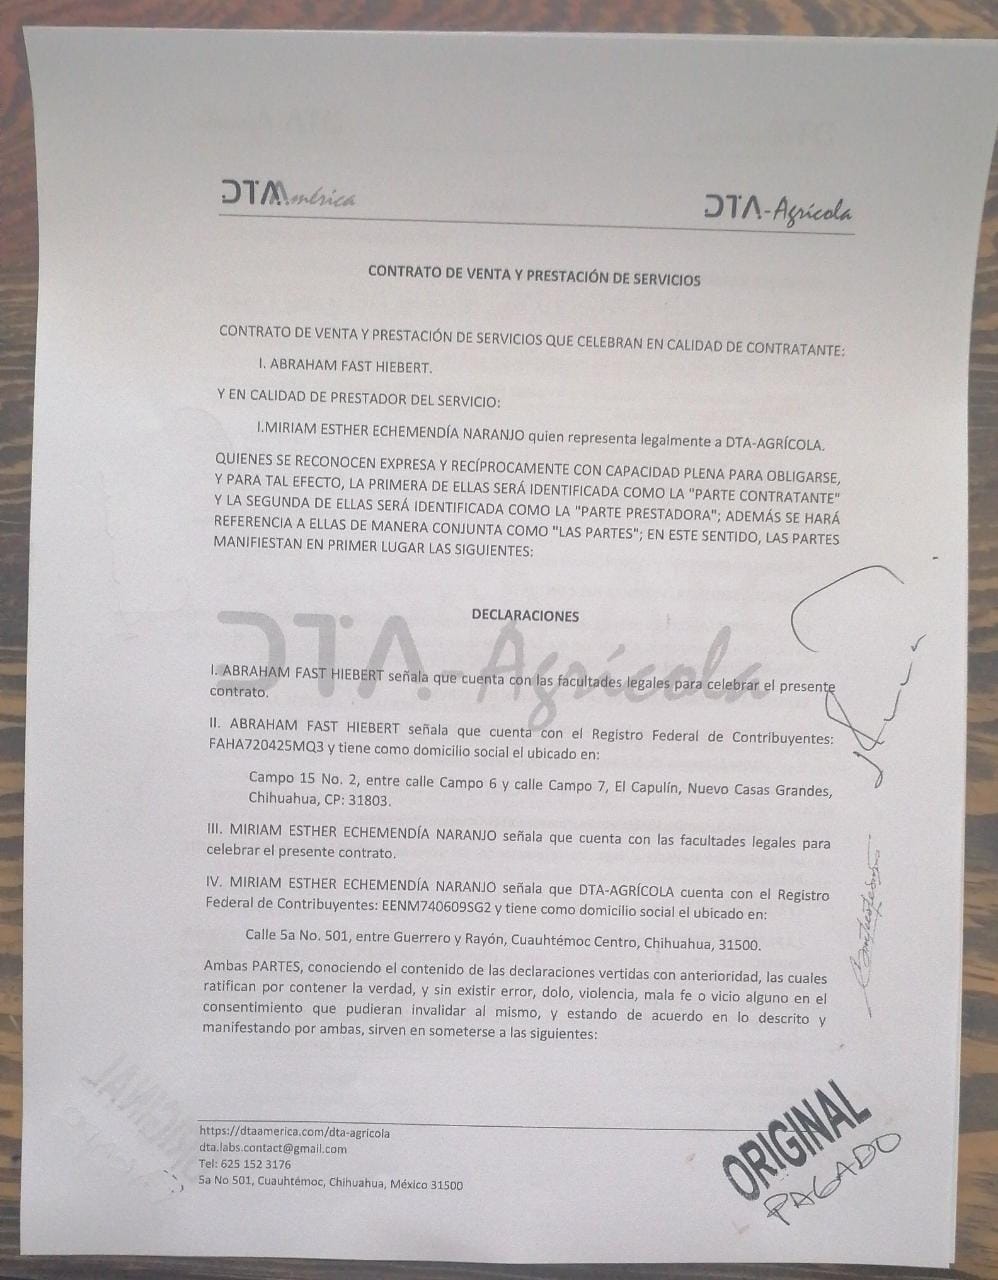 DTAmérica
DTA-Agrícola
CONTRATO DE VENTA Y PRESTACIÓN DE SERVICIOS
CONTRATO DE VENTA Y PRESTACIÓN DE SERVICIOS QUE CELEBRAN EN CALIDAD DE CONTRATANTE:
I. ABRAHAM FAST HIEBERT.
Y EN CALIDAD DE PRESTADOR DEL SERVICIO:
I.MIRIAM ESTHER ECHEMENDÍA NARANJO quien representa legalmente a DTA-AGRÍCOLA.
QUIENES SE RECONOCEN EXPRESA Y RECÍPROCAMENTE CON CAPACIDAD PLENA PARA OBLIGARSE,
Y PARA TAL EFECTO, LA PRIMERA DE ELLAS SERÁ IDENTIFICADA COMO LA "PARTE CONTRATANTE"
Y LA SEGUNDA DE ELLAS SERÁ IDENTIFICADA COMO LA "PARTE PRESTADORA"; ADEMÁS SE HARÁ
REFERENCIA A ELLAS DE MANERA CONJUNTA COMO "LAS PARTES"; EN ESTE SENTIDO, LAS PARTES
MANIFIESTAN EN PRIMER LUGAR LAS SIGUIENTES:
DECLARACIONES
DTA-Agrícola
I. ABRAHAM FAST HIEBERT señala que cuenta con las facultades legales para celebrar el presente
contrato.
II. ABRAHAM FAST HIEBERT señala que cuenta con el Registro Federal de Contribuyentes:
FAHA720425MQ3 y tiene como domicilio social el ubicado en:
Campo 15 No. 2, entre calle Campo 6 y calle Campo 7, El Capulín, Nuevo Casas Grandes,
Chihuahua, CP: 31803.
III. MIRIAM ESTHER ECHEMENDÍA NARANJO señala que cuenta con las facultades legales para
celebrar el presente contrato.
IV. MIRIAM ESTHER ECHEMENDÍA NARANJO señala que DTA-AGRÍCOLA cuenta con el Registro
Federal de Contribuyentes: EENM740609SG2 y tiene como domicilio social el ubicado en:
Calle 5a No. 501, entre Guerrero y Rayón, Cuauhtémoc Centro, Chihuahua, 31500.
Ambas PARTES, conociendo el contenido de las declaraciones vertidas con anterioridad, las cuales
ratifican por contener la verdad, y sin existir error, dolo, violencia, mala fe o vicio alguno en el
consentimiento que pudieran invalidar al mismo, y estando de acuerdo en lo descrito y
manifestando por ambas, sirven en someterse a las siguientes:
https://dtaamerica.com/dta-agricola
dta.labs.contact@gmail.com
Tel: 625 152 3176
5a No 501, Cuauhtémoc, Chihuahua, México 31500
ORIGINAL
PAGADO